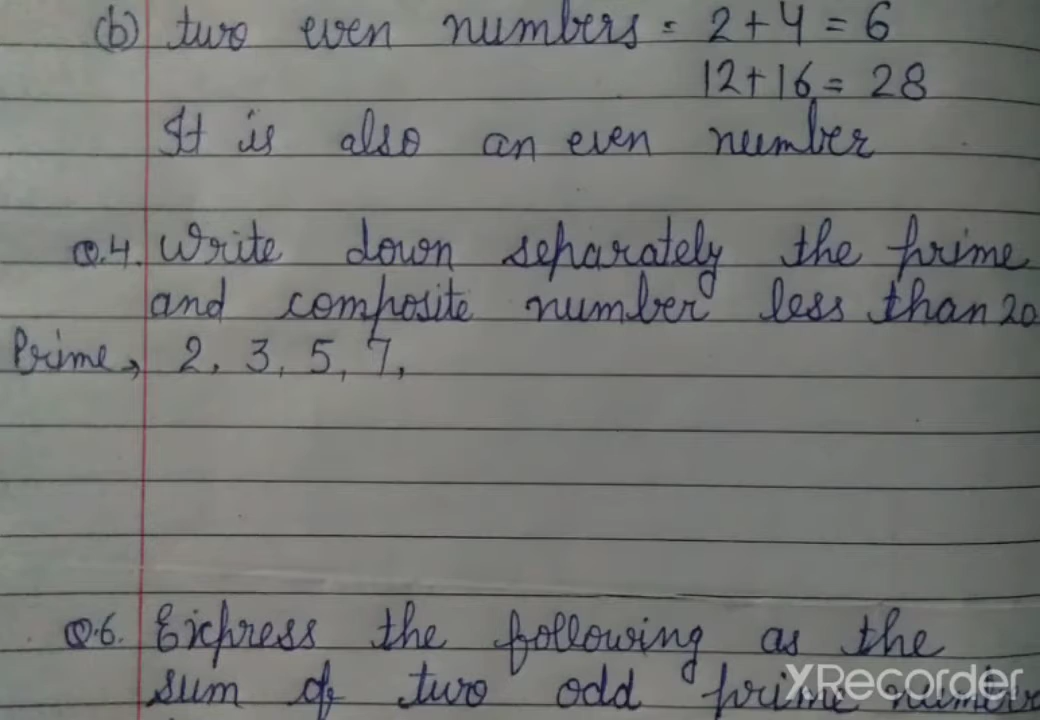 (b) two even numbers = 2+4 = 6
12+16 = 28
It is also an even number
Q.4. Write down separately the prime
and composite number less than 20
Prime → 2, 3, 5, 7,
Q.6. Express the following as the
sum of two odd prime number
XRecorder